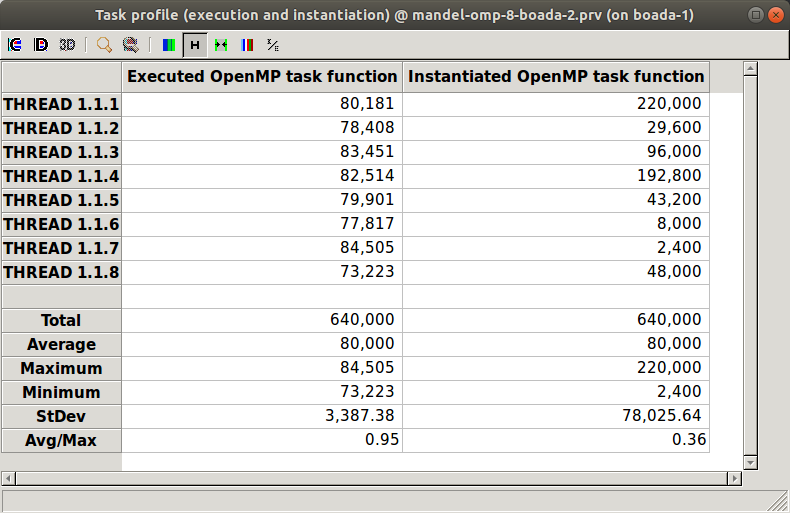 Task profile (execution and instantiation) @ mandel-omp-8-boada-2.prv (on boada-1)
3D
Executed OpenMP task function Instantiated OpenMP task function
THREAD 1.1.1 80,181 220,000
THREAD 1.1.2 78,408 29,600
THREAD 1.1.3 83,451 96,000
THREAD 1.1.4 82,514 192,800
THREAD 1.1.5 79,901 43,200
THREAD 1.1.6 77,817 8,000
THREAD 1.1.7 84,505 2,400
THREAD 1.1.8 73,223 48,000
Total 640,000 640,000
Average 80,000 80,000
Maximum 84,505 220,000
Minimum 73,223 2,400
StDev 3,387.38 78,025.64
Avg/Max 0.95 0.36